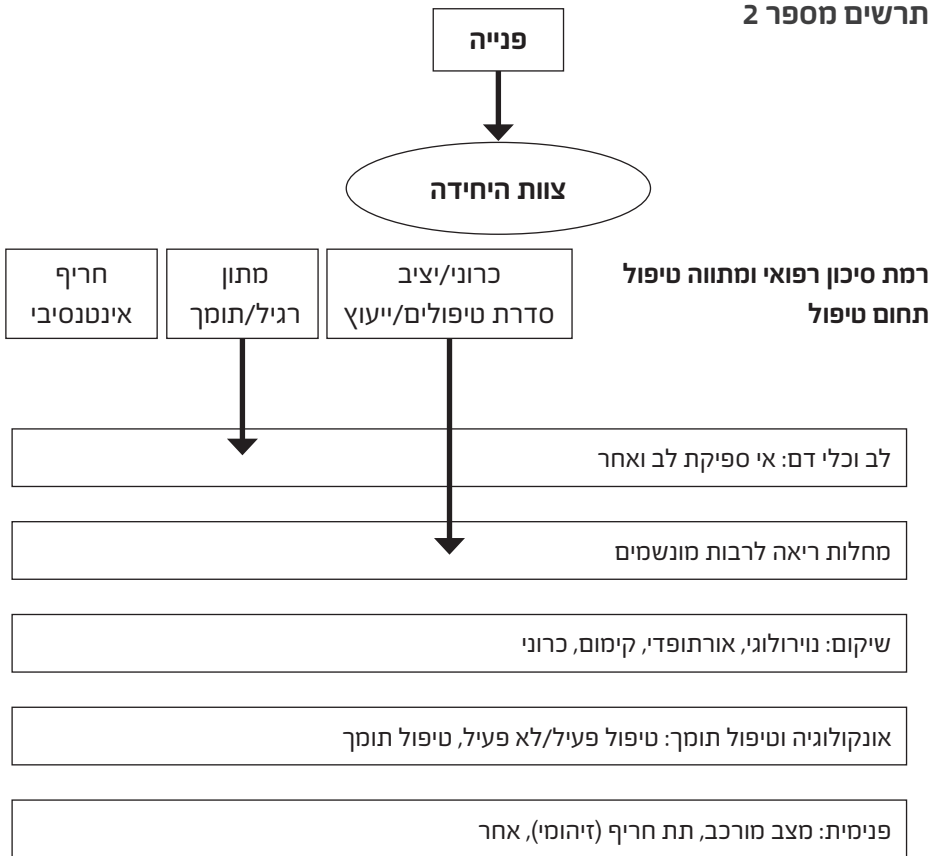 תרשים מספר 2
פנייה
צוות היחידה
רמת סיכון רפואי ומתווה טיפול
תחום טיפול
כרוני/יציב
סדרת טיפולים/ייעוץ
מתון
רגיל/תומך
חריף
אינטנסיבי
לב וכלי דם: אי ספיקת לב ואחר
מחלות ריאה לרבות מונשמים
שיקום: נוירולוגי, אורתופדי, קימום, כרוני
אונקולוגיה וטיפול תומך: טיפול פעיל/לא פעיל, טיפול תומך
פנימית: מצב מורכב, תת חריף (זיהומי), אחר